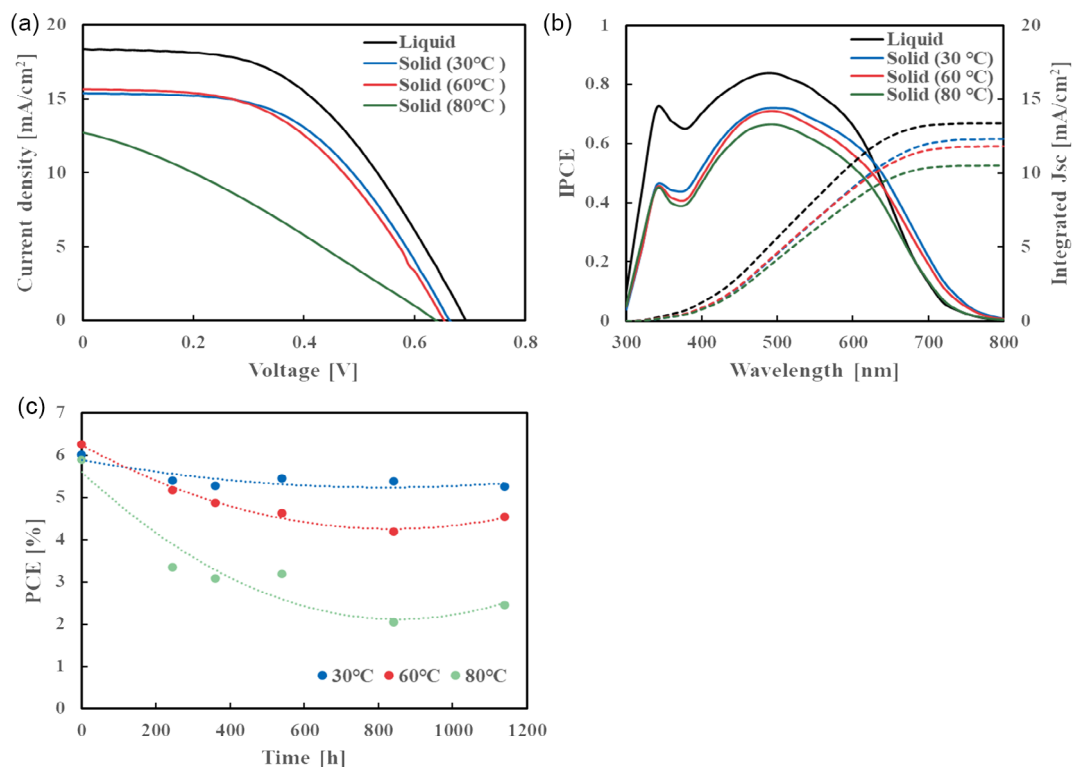 (a)
20
15
10
5
0
Current density [mA/cm²]
Liquid
Solid (30°C )
Solid (60°C )
Solid (80°C )
0
0.2
0.4
0.6
0.8
Voltage [V]
(b)
1
0.8
0.6
0.4
0.2
0
IPCE
Liquid
Solid (30 °C)
Solid (60 °C)
Solid (80 °C)
20
15
10
5
0
Integrated Jsc [mA/cm²]
300
400
500
600
700
800
Wavelength [nm]
(c)
7
6
5
4
3
2
1
0
PCE [%]
30°C
60°C
80°C
0
200
400
600
800
1000
1200
Time [h]